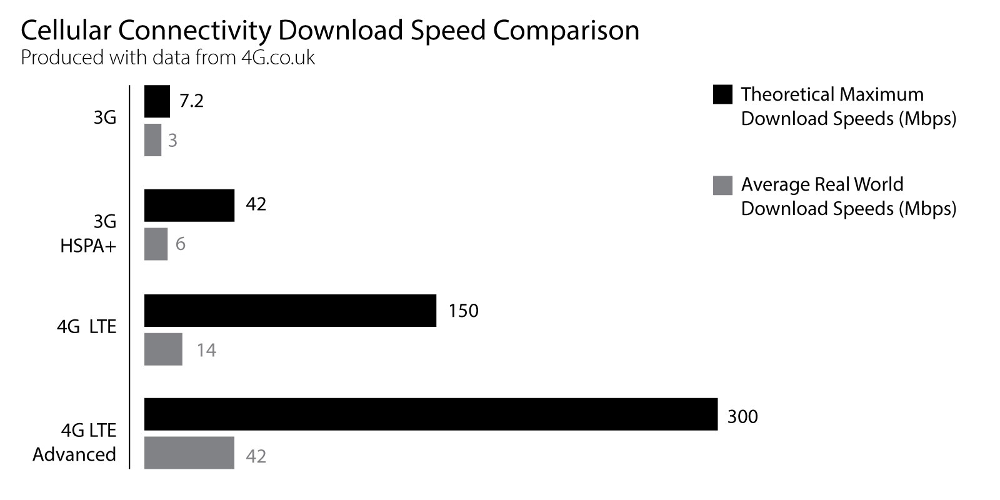 Cellular Connectivity Download Speed Comparison
Produced with data from 4G.co.uk
Theoretical Maximum
Download Speeds (Mbps)
Average Real World
Download Speeds (Mbps)
3G
7.2
3
3G
HSPA+
42
6
4G LTE
150
14
4G LTE
Advanced
300
42